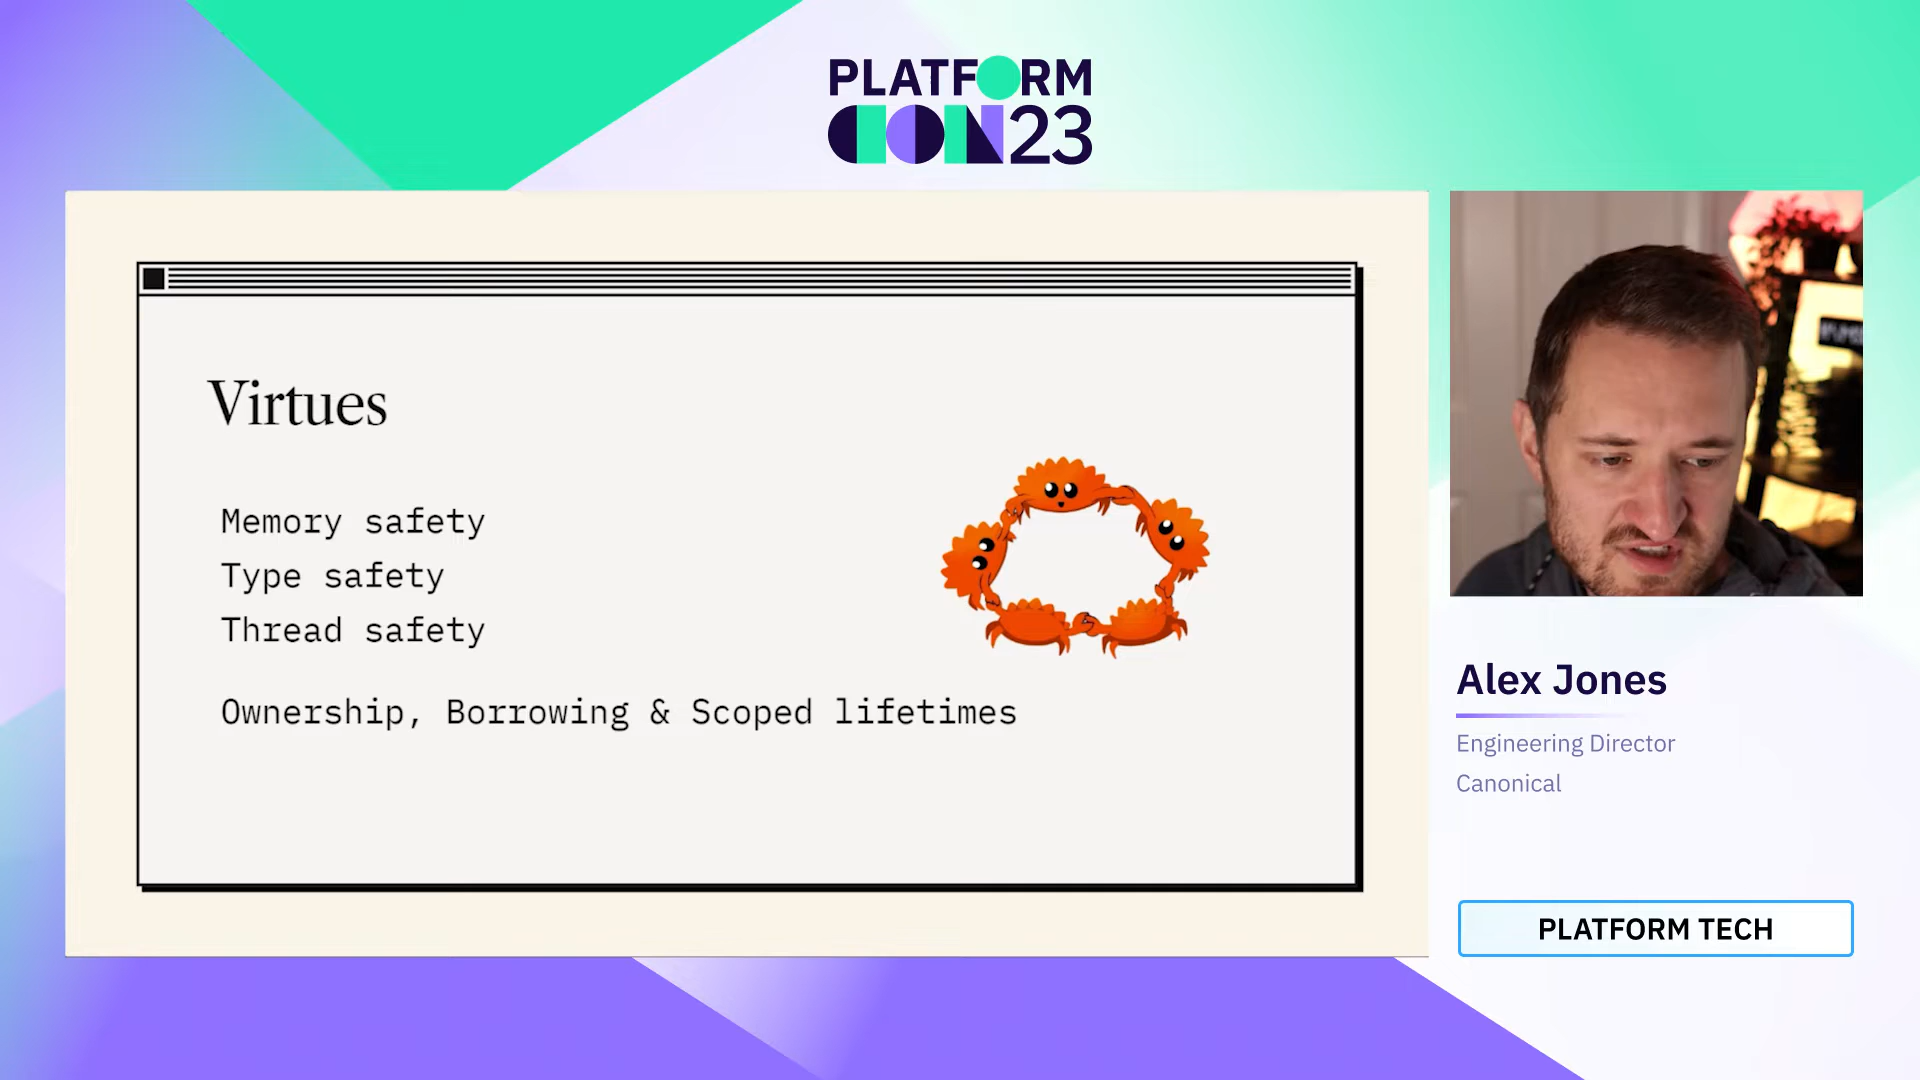 PLATFORM
CON23
Virtues
Memory safety
Type safety
Thread safety
Ownership, Borrowing & Scoped lifetimes
Alex Jones
Engineering Director
Canonical
PLATFORM TECH